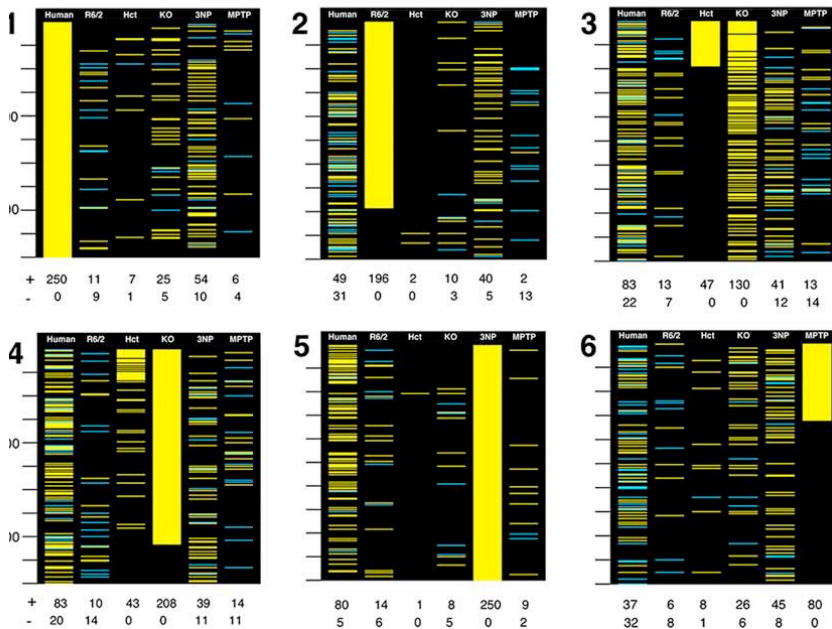 1 Human R6/2 Hct KO 3NP MPTP
+ 250 11 7 25 54 6
- 0 9 1 5 10 4
2 Human R6/2 Hct KO 3NP MPTP
49 196 2 10 40 2
31 0 0 3 5 13
3 Human R6/2 Hct KO 3NP MPTP
83 13 47 130 41 13
22 7 0 0 12 14
4 Human R6/2 Hct KO 3NP MPTP
+ 83 10 43 208 39 14
- 20 14 0 0 11 11
5 Human R6/2 Hct KO 3NP MPTP
80 14 1 8 250 9
5 6 0 5 0 2
6 Human R6/2 Hct KO 3NP MPTP
37 6 8 26 45 80
32 8 1 6 8 0